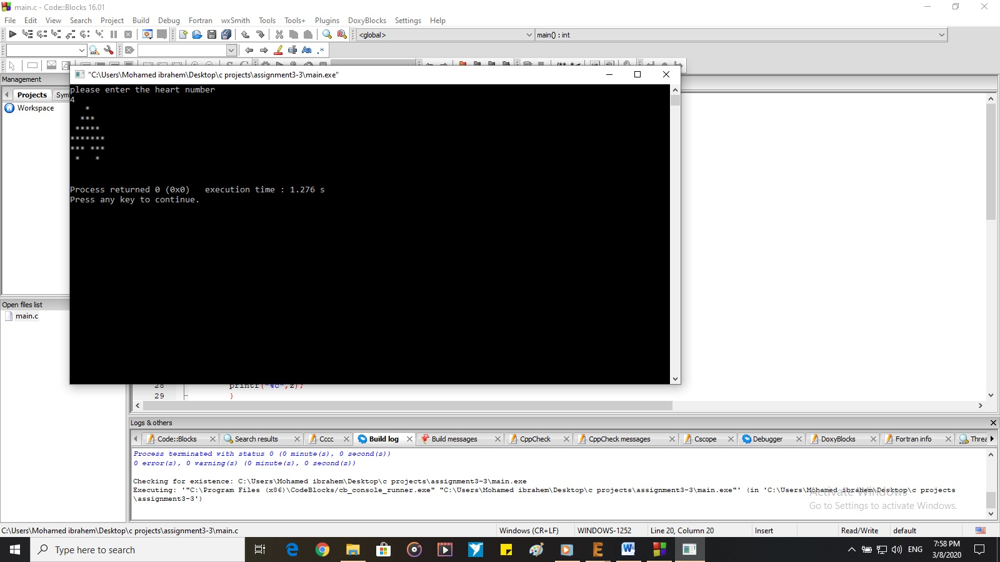 main.c - Code::Blocks 16.01
File Edit View Search Project Build Debug Fortran wxSmith Tools Tools+ Plugins DoxyBlocks Settings Help
<global> main() : int
Management
"C:\Users\Mohamed ibrahem\Desktop\c projects\assignment3-3\main.exe"
Projects Sym
Workspace
please enter the heart number
4
   *
  ***
 *****
*******
*** ***
 *   *
Process returned 0 (0x0)   execution time : 1.276 s
Press any key to continue.
Open files list
main.c
28 printf("%c",z);
29 }
Logs & others
Code::Blocks Search results Cccc Build log Build messages CppCheck CppCheck messages Cscope Debugger DoxyBlocks Fortran info Threa
Process terminated with status 0 (0 minute(s), 0 second(s))
0 error(s), 0 warning(s) (0 minute(s), 0 second(s))
Checking for existence: C:\Users\Mohamed ibrahem\Desktop\c projects\assignment3-3\main.exe
Executing: '"C:\Program Files (x86)\CodeBlocks/cb_console_runner.exe" "C:\Users\Mohamed ibrahem\Desktop\c projects\assignment3-3\main.exe"' (in 'C:\Users\Mohamed ibrahem\Desktop\c projects
\assignment3-3')
Activate Windows
Go to Settings to activate Windows.
C:\Users\Mohamed ibrahem\Desktop\c projects\assignment3-3\main.c Windows (CR+LF) WINDOWS-1252 Line 20, Column 20 Insert Read/Write default
Type here to search
ENG
7:58 PM
3/8/2020